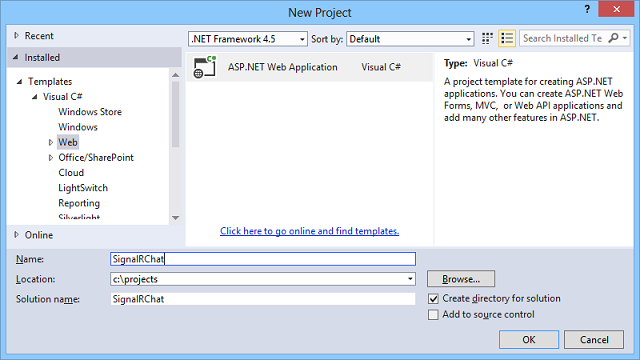 New Project
Recent
Installed
Templates
Visual C#
Windows Store
Windows
Web
Office/SharePoint
Cloud
LightSwitch
Reporting
Silverlight
Online
.NET Framework 4.5
Sort by: Default
Search Installed Te
ASP.NET Web Application Visual C#
Click here to go online and find templates.
Type: Visual C#
A project template for creating ASP.NET
applications. You can create ASP.NET Web
Forms, MVC, or Web API applications and
add many other features in ASP.NET.
Name: SignalRChat
Location: c:\projects
Browse...
Solution name: SignalRChat
Create directory for solution
Add to source control
OK
Cancel